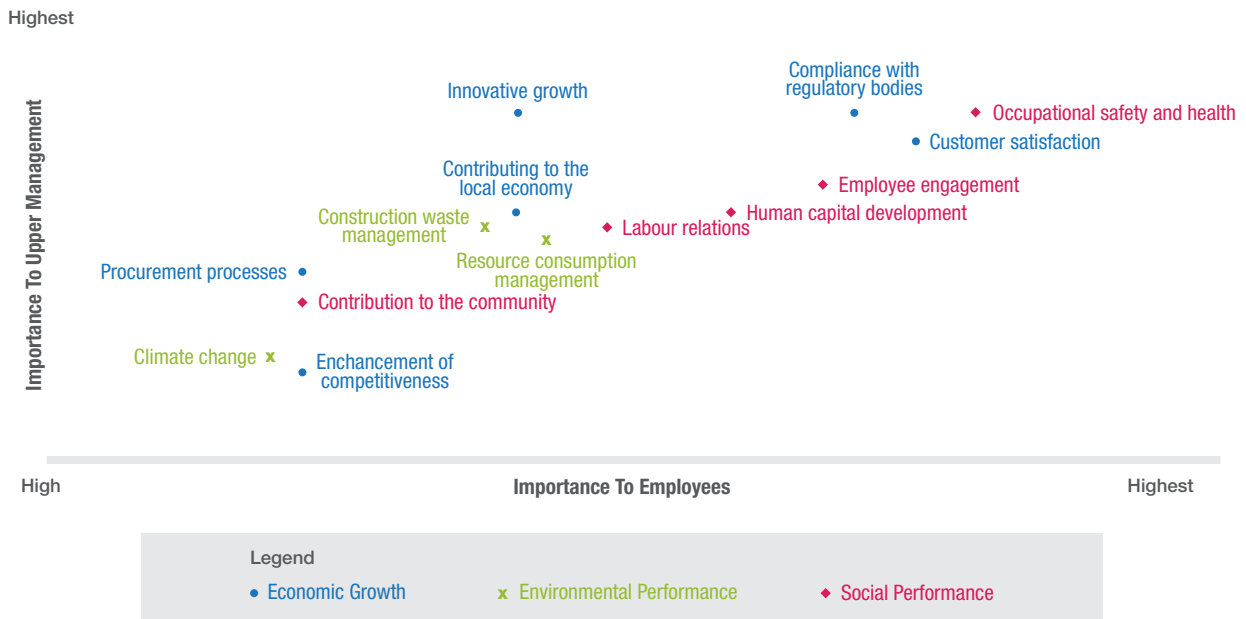 Highest
Importance To Upper Management
Innovative growth
Compliance with
regulatory bodies
Occupational safety and health
Customer satisfaction
Contributing to the
local economy
Employee engagement
Construction waste
management
x
Human capital development
x
Labour relations
Resource consumption
management
Procurement processes
Contribution to the community
Climate change x
Enchancement of
competitiveness
High
Importance To Employees
Highest
Legend
Economic Growth
x Environmental Performance
Social Performance